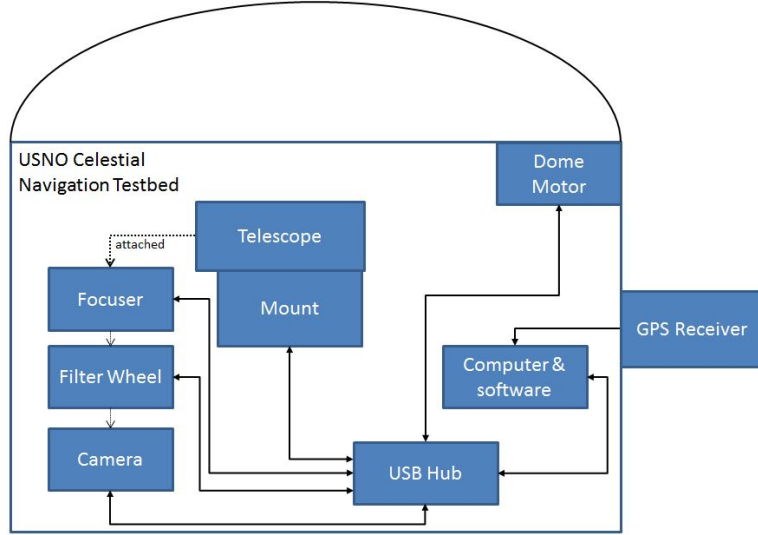 USNO Celestial
Navigation Testbed
Dome
Motor
Telescope
attached
Focuser
Mount
GPS Receiver
Filter Wheel
Computer &
software
Camera
USB Hub